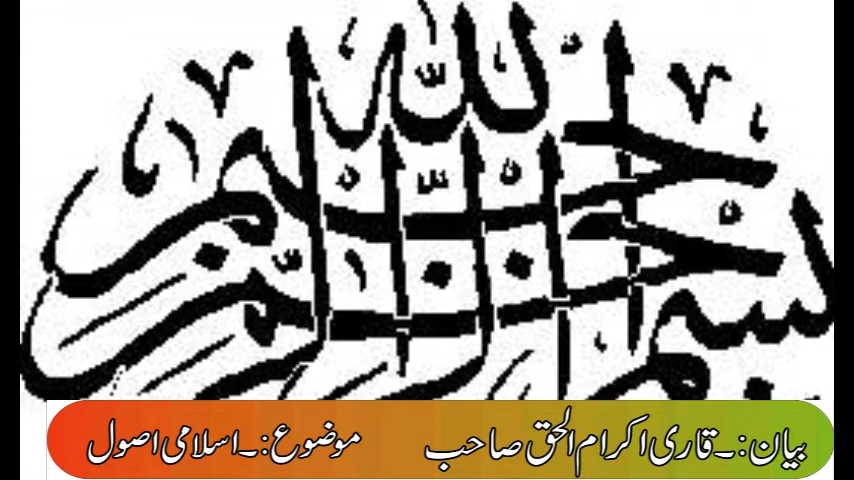 بسم الله الرحمن الرحيم
بیان:۔قاری اکرام الحق صاحب موضوع:۔اسلامی اصول